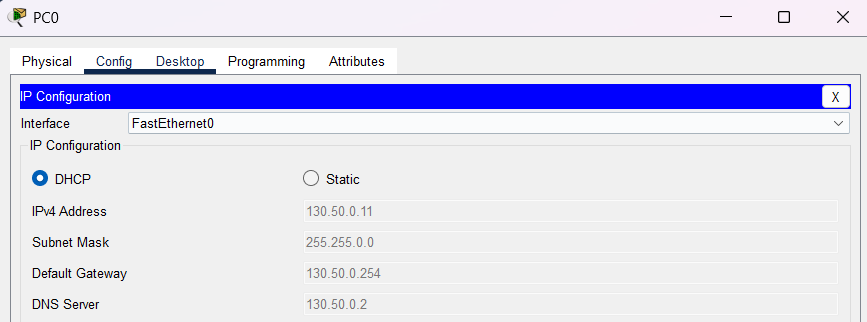 PC0
Physical Config Desktop Programming Attributes
IP Configuration X
Interface FastEthernet0
IP Configuration
DHCP Static
IPv4 Address 130.50.0.11
Subnet Mask 255.255.0.0
Default Gateway 130.50.0.254
DNS Server 130.50.0.2